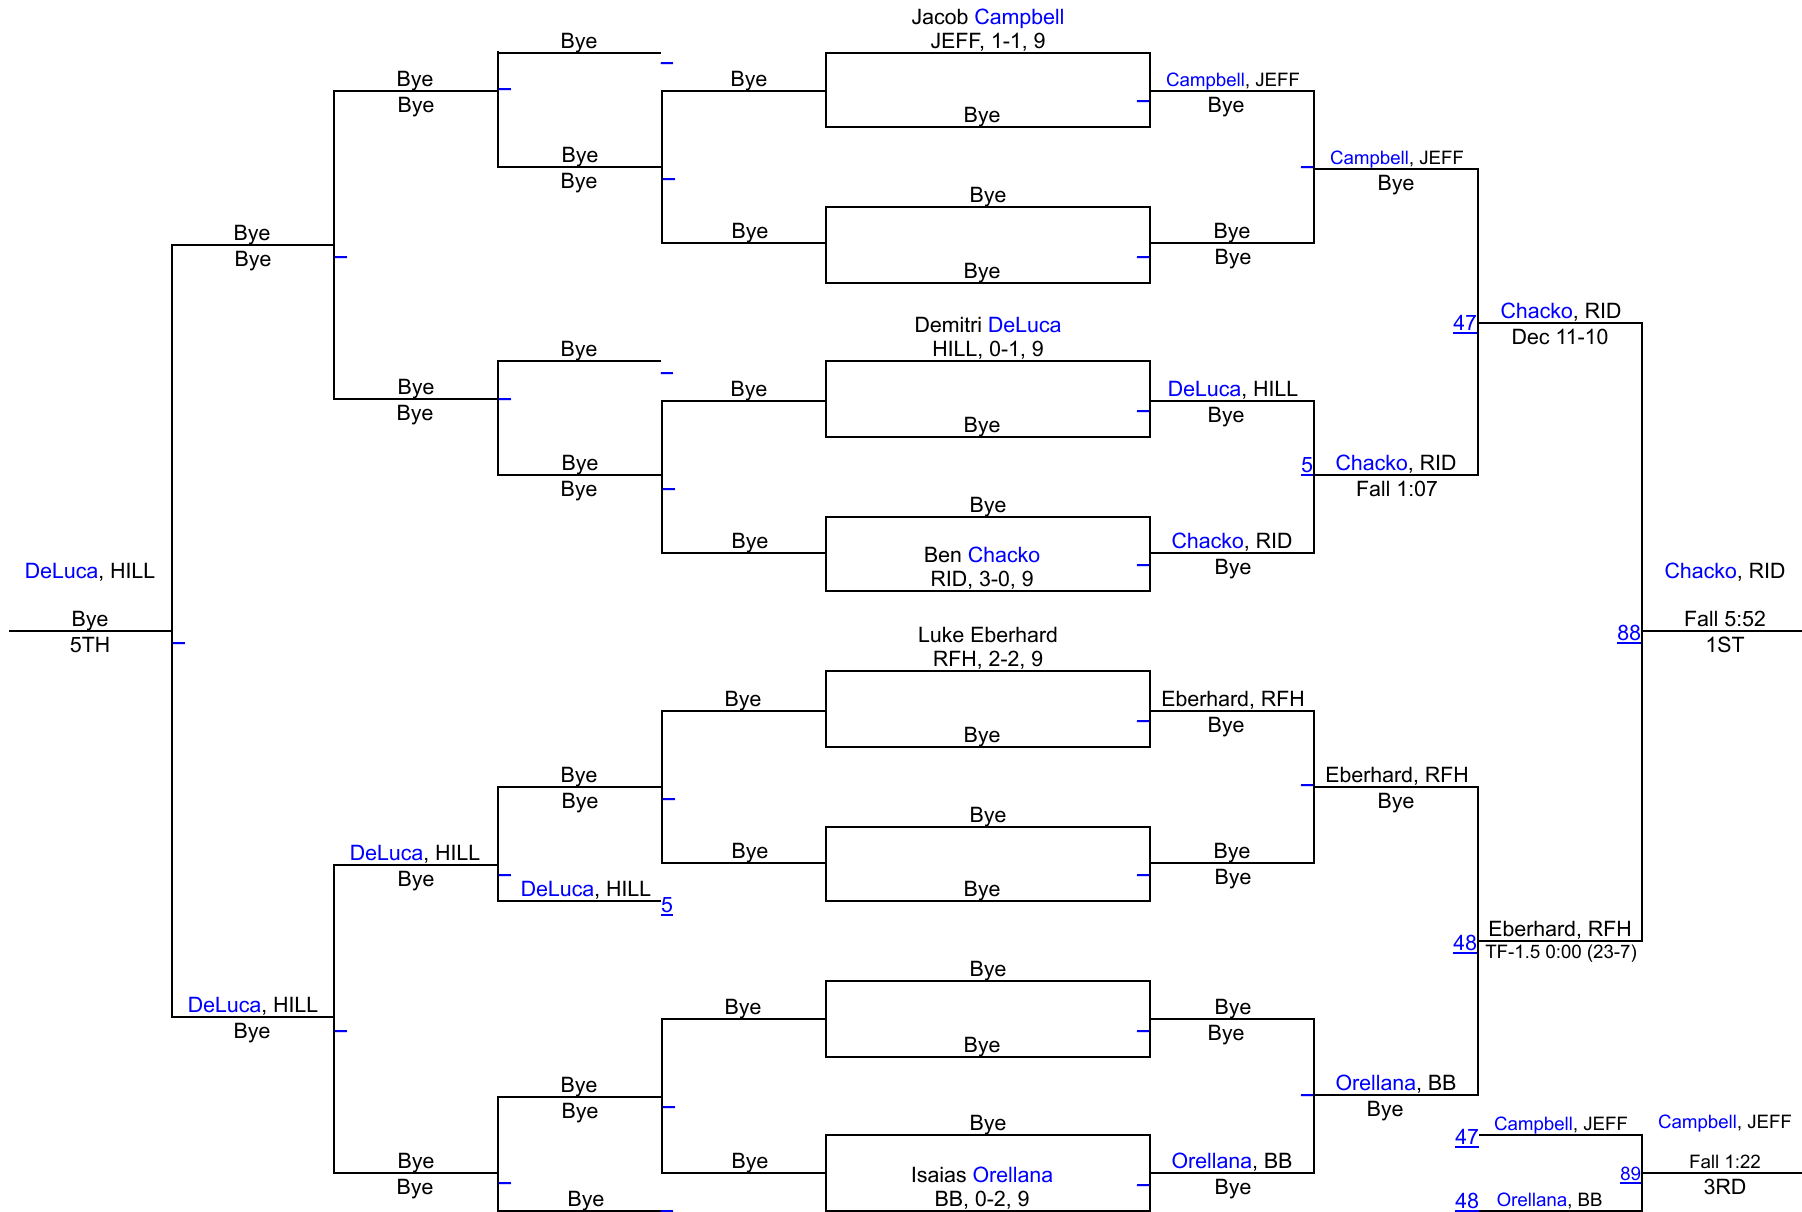 Jacob Campbell
JEFF, 1-1, 9
Bye
Bye
Bye
Campbell, JEFF
Bye
Bye
Bye
Bye
Bye
Campbell, JEFF
Bye
Bye
Bye
Bye
Bye
Bye
Bye
Bye
Bye
Bye
Chacko, RID
47
Dec 11-10
Demitri DeLuca
HILL, 0-1, 9
Bye
Bye
Bye
DeLuca, HILL
Bye
Bye
Bye
Bye
5
Chacko, RID
Bye
Fall 1:07
Bye
Bye
Chacko, RID
Ben Chacko
Bye
RID, 3-0, 9
DeLuca, HILL
Chacko, RID
Bye
Fall 5:52
88
5TH
1ST
Luke Eberhard
RFH, 2-2, 9
Bye
Eberhard, RFH
Bye
Bye
Bye
Eberhard, RFH
Bye
Bye
Bye
DeLuca, HILL
Bye
Bye
Bye
Bye
DeLuca, HILL
Bye
5
Eberhard, RFH
48
TF-1.5 0:00 (23-7)
Bye
DeLuca, HILL
Bye
Bye
Bye
Bye
Bye
Bye
Orellana, BB
Bye
Bye
Bye
Campbell, JEFF
Campbell, JEFF
47
Bye
Bye
Orellana, BB
Isaias Orellana
Fall 1:22
89
Bye
Bye
3RD
Bye
BB, 0-2, 9
48
Orellana, BB